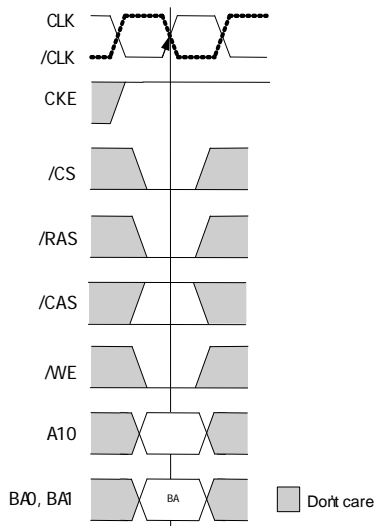 CLK
/CLK
CKE
/CS
/RAS
/CAS
/WE
A10
BA0, BA1
BA
Don't care